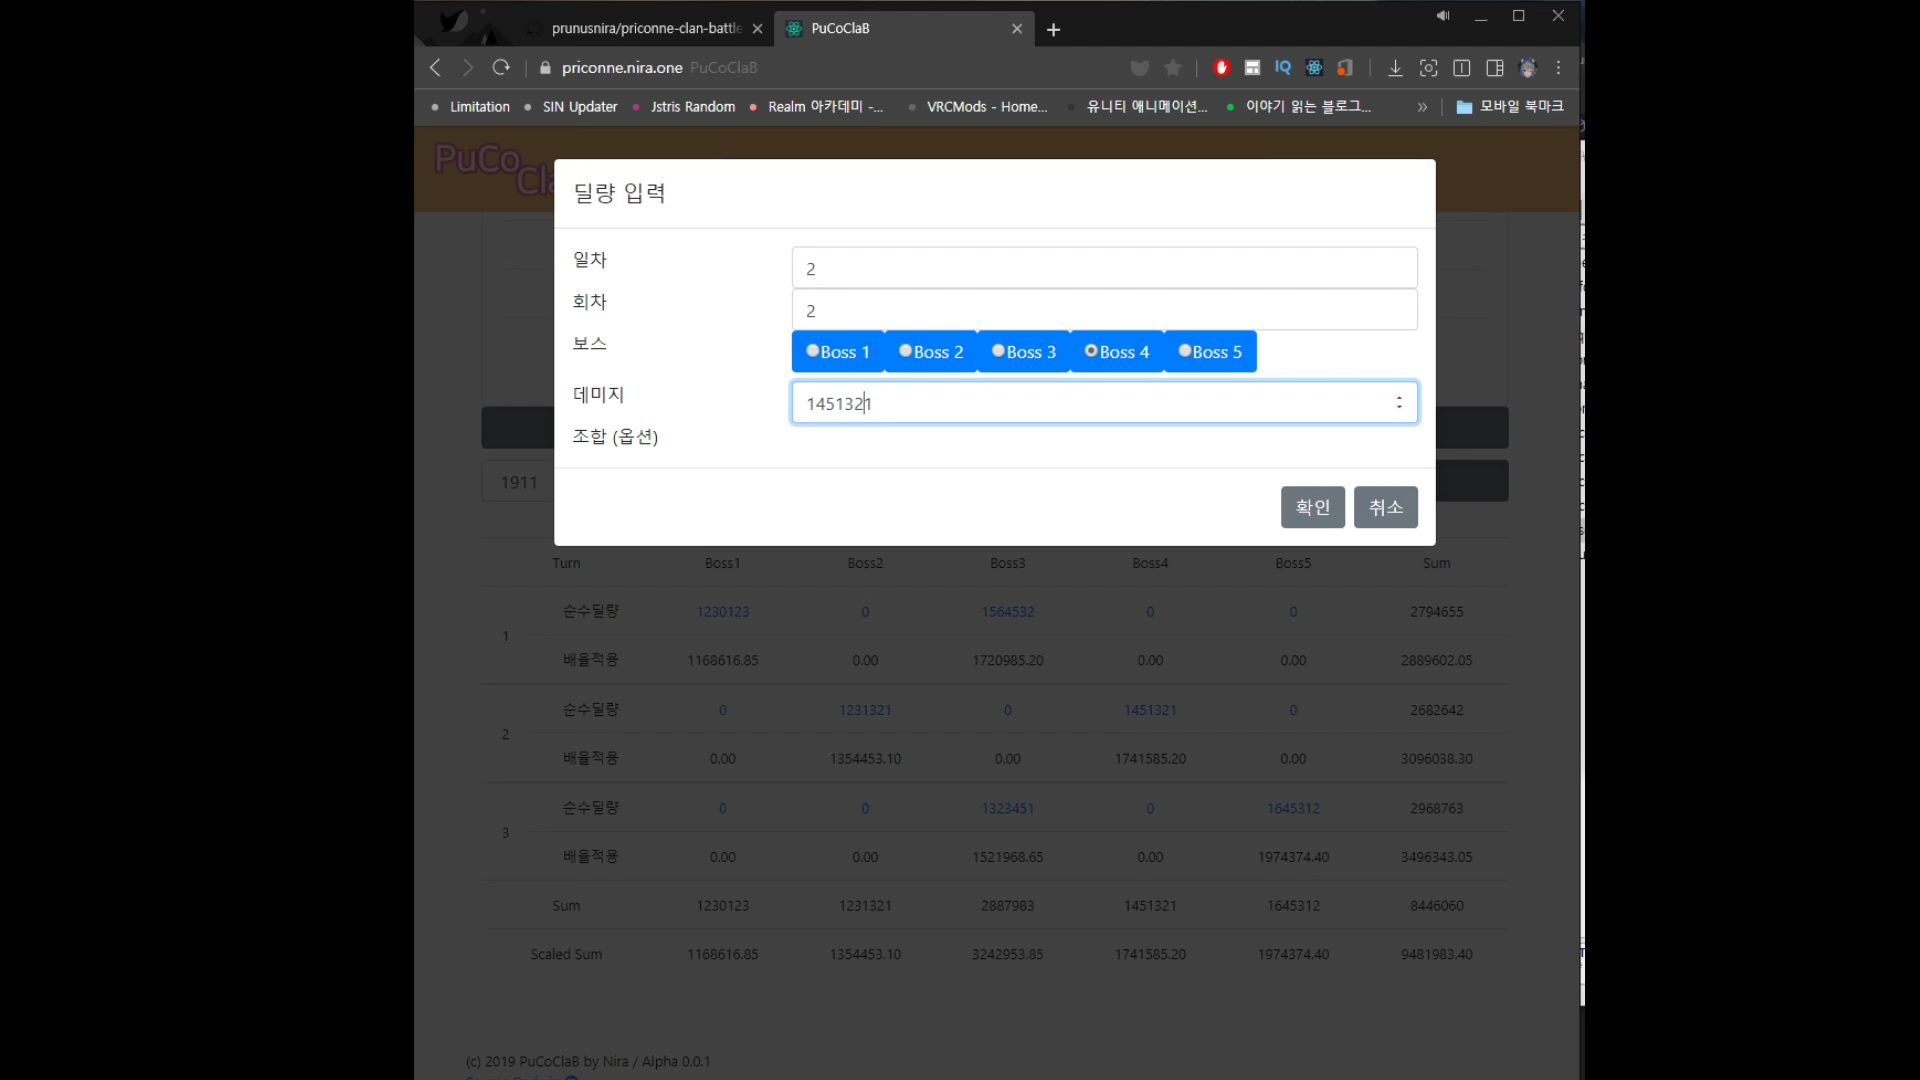 prunusnira/priconne-clan-battle
PuCoClaB
priconne.nira.one PuCoClaB
IQ
Limitation SIN Updater Jstris Random Realm 아카데미 -... VRCMods - Home... 유니티 애니메이션... 이야기 읽는 블로그... » 모바일 북마크
PuCo
Cla
딜량 입력
일차 2
회차 2
보스 Boss 1 Boss 2 Boss 3 Boss 4 Boss 5
데미지 1451321
조합 (옵션)
1911
확인 취소
Turn Boss1 Boss2 Boss3 Boss4 Boss5 Sum
순수딜량 1230123 0 1564532 0 0 2794655
1
배율적용 1168616.85 0.00 1720985.20 0.00 0.00 2889602.05
순수딜량 0 1231321 0 1451321 0 2682642
2
배율적용 0.00 1354453.10 0.00 1741585.20 0.00 3096038.30
순수딜량 0 0 1323451 0 1645312 2968763
3
배율적용 0.00 0.00 1521968.65 0.00 1974374.40 3496343.05
Sum 1230123 1231321 2887983 1451321 1645312 8446060
Scaled Sum 1168616.85 1354453.10 3242953.85 1741585.20 1974374.40 9481983.40
(c) 2019 PuCoClaB by Nira / Alpha 0.0.1